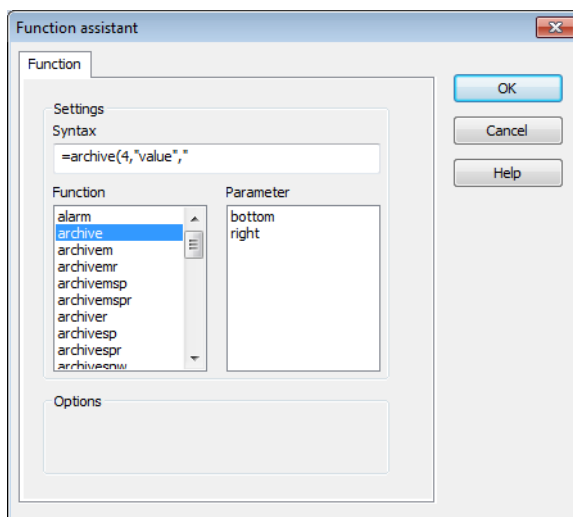 Function assistant
Function
OK
Settings
Syntax
Cancel
=archive(4,"value","
Help
Function
Parameter
alarm
bottom
archive
right
archivem
archivemr
archivemsp
archivemspr
archiver
archivesp
archivespr
archivespw
Options